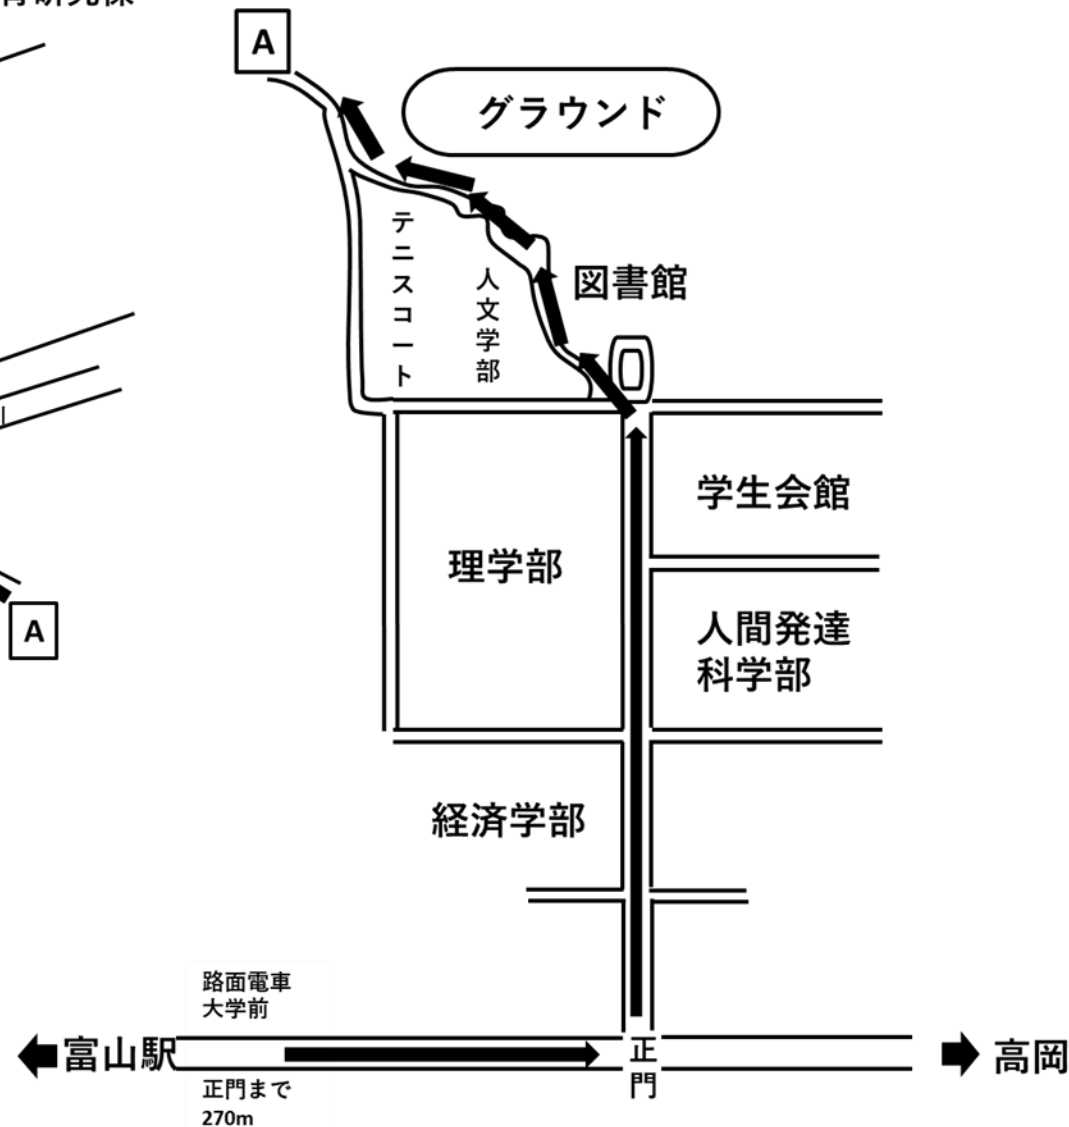 A
グラウンド
テニスコート
人文学部
図書館
学生会館
理学部
人間発達
科学部
A
経済学部
路面電車
大学前
富山駅
正門
高岡
正門まで
270m